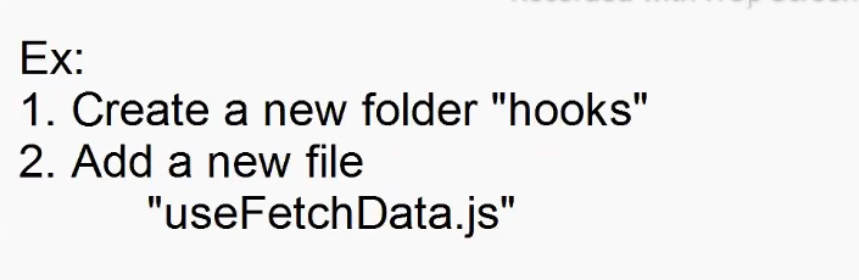 Ex:
1. Create a new folder "hooks"
2. Add a new file
"useFetchData.js"